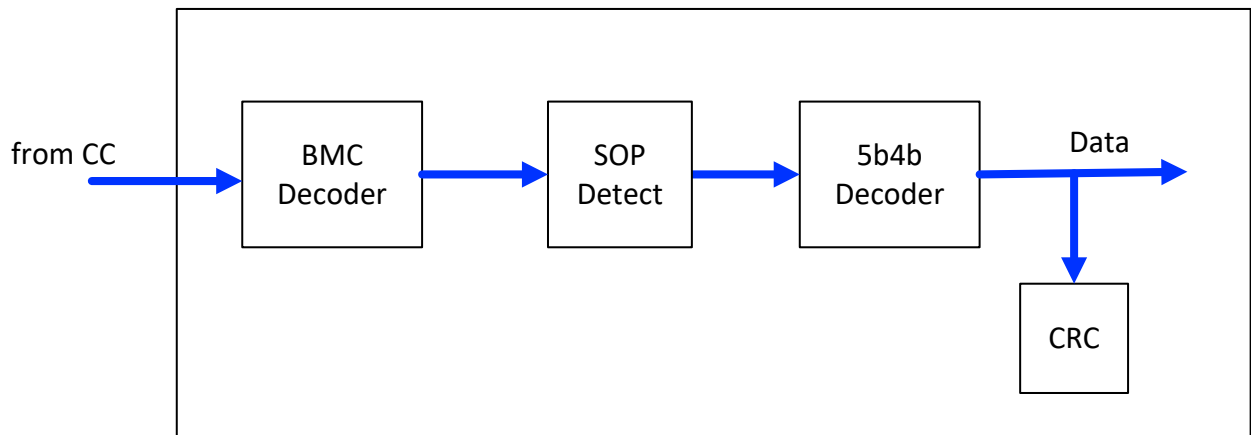 from CC
BMC
Decoder
SOP
Detect
5b4b
Decoder
Data
CRC